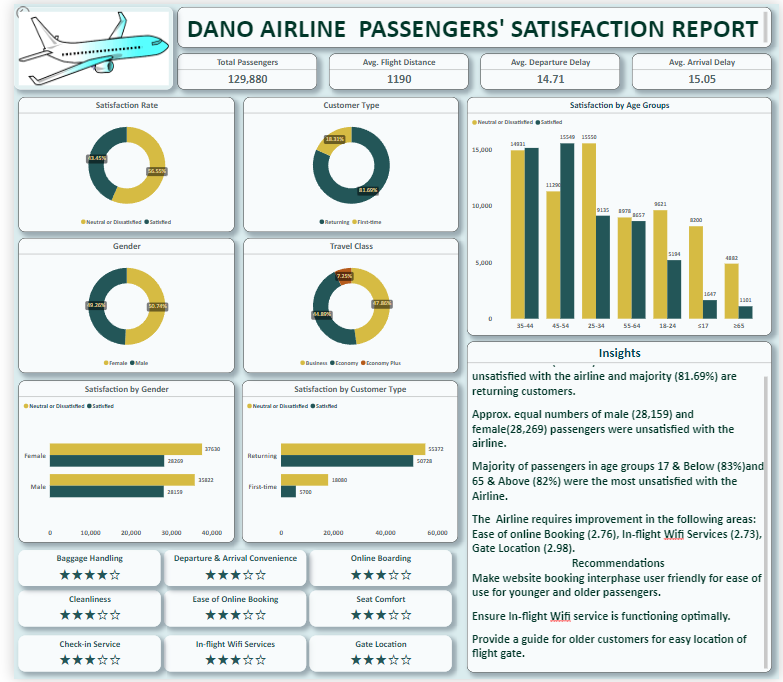 DANO AIRLINE PASSENGERS' SATISFACTION REPORT
Total Passengers
129,880
Avg. Flight Distance
1190
Avg. Departure Delay
14.71
Avg. Arrival Delay
15.05
Satisfaction Rate
43.45%
56.55%
Neutral or Dissatisfied Satisfied
Customer Type
18.31%
81.69%
Returning First-time
Gender
49.26%
50.74%
Female Male
Travel Class
7.25%
47.86%
44.89%
Business Economy Economy Plus
Satisfaction by Age Groups
Neutral or Dissatisfied Satisfied
15,000
10,000
5,000
0
14931
11290
15549
15550
9135
8978
8657
9621
5194
8200
1647
4882
1101
35-44 45-54 25-34 55-64 18-24 ≤17 ≥65
Satisfaction by Gender
Neutral or Dissatisfied Satisfied
Female
37630
28269
Male
35822
28159
0 10,000 20,000 30,000 40,000
Satisfaction by Customer Type
Neutral or Dissatisfied Satisfied
Returning
55372
50728
First-time
18080
5700
0 20,000 40,000 60,000
Insights
unsatisfied with the airline and majority (81.69%) are
returning customers.
Approx. equal numbers of male (28,159) and
female(28,269) passengers were unsatisfied with the
airline.
Majority of passengers in age groups 17 & Below (83%)and
65 & Above (82%) were the most unsatisfied with the
Airline.
The Airline requires improvement in the following areas:
Ease of online Booking (2.76), In-flight Wifi Services (2.73),
Gate Location (2.98).
Recommendations
Make website booking interphase user friendly for ease of
use for younger and older passengers.
Ensure In-flight Wifi service is functioning optimally.
Provide a guide for older customers for easy location of
flight gate.
Baggage Handling
★★★★☆
Departure & Arrival Convenience
★★★☆☆
Online Boarding
★★★☆☆
Cleanliness
★★★☆☆
Ease of Online Booking
★★★☆☆
Seat Comfort
★★★☆☆
Check-in Service
★★★☆☆
In-flight Wifi Services
★★★☆☆
Gate Location
★★★☆☆